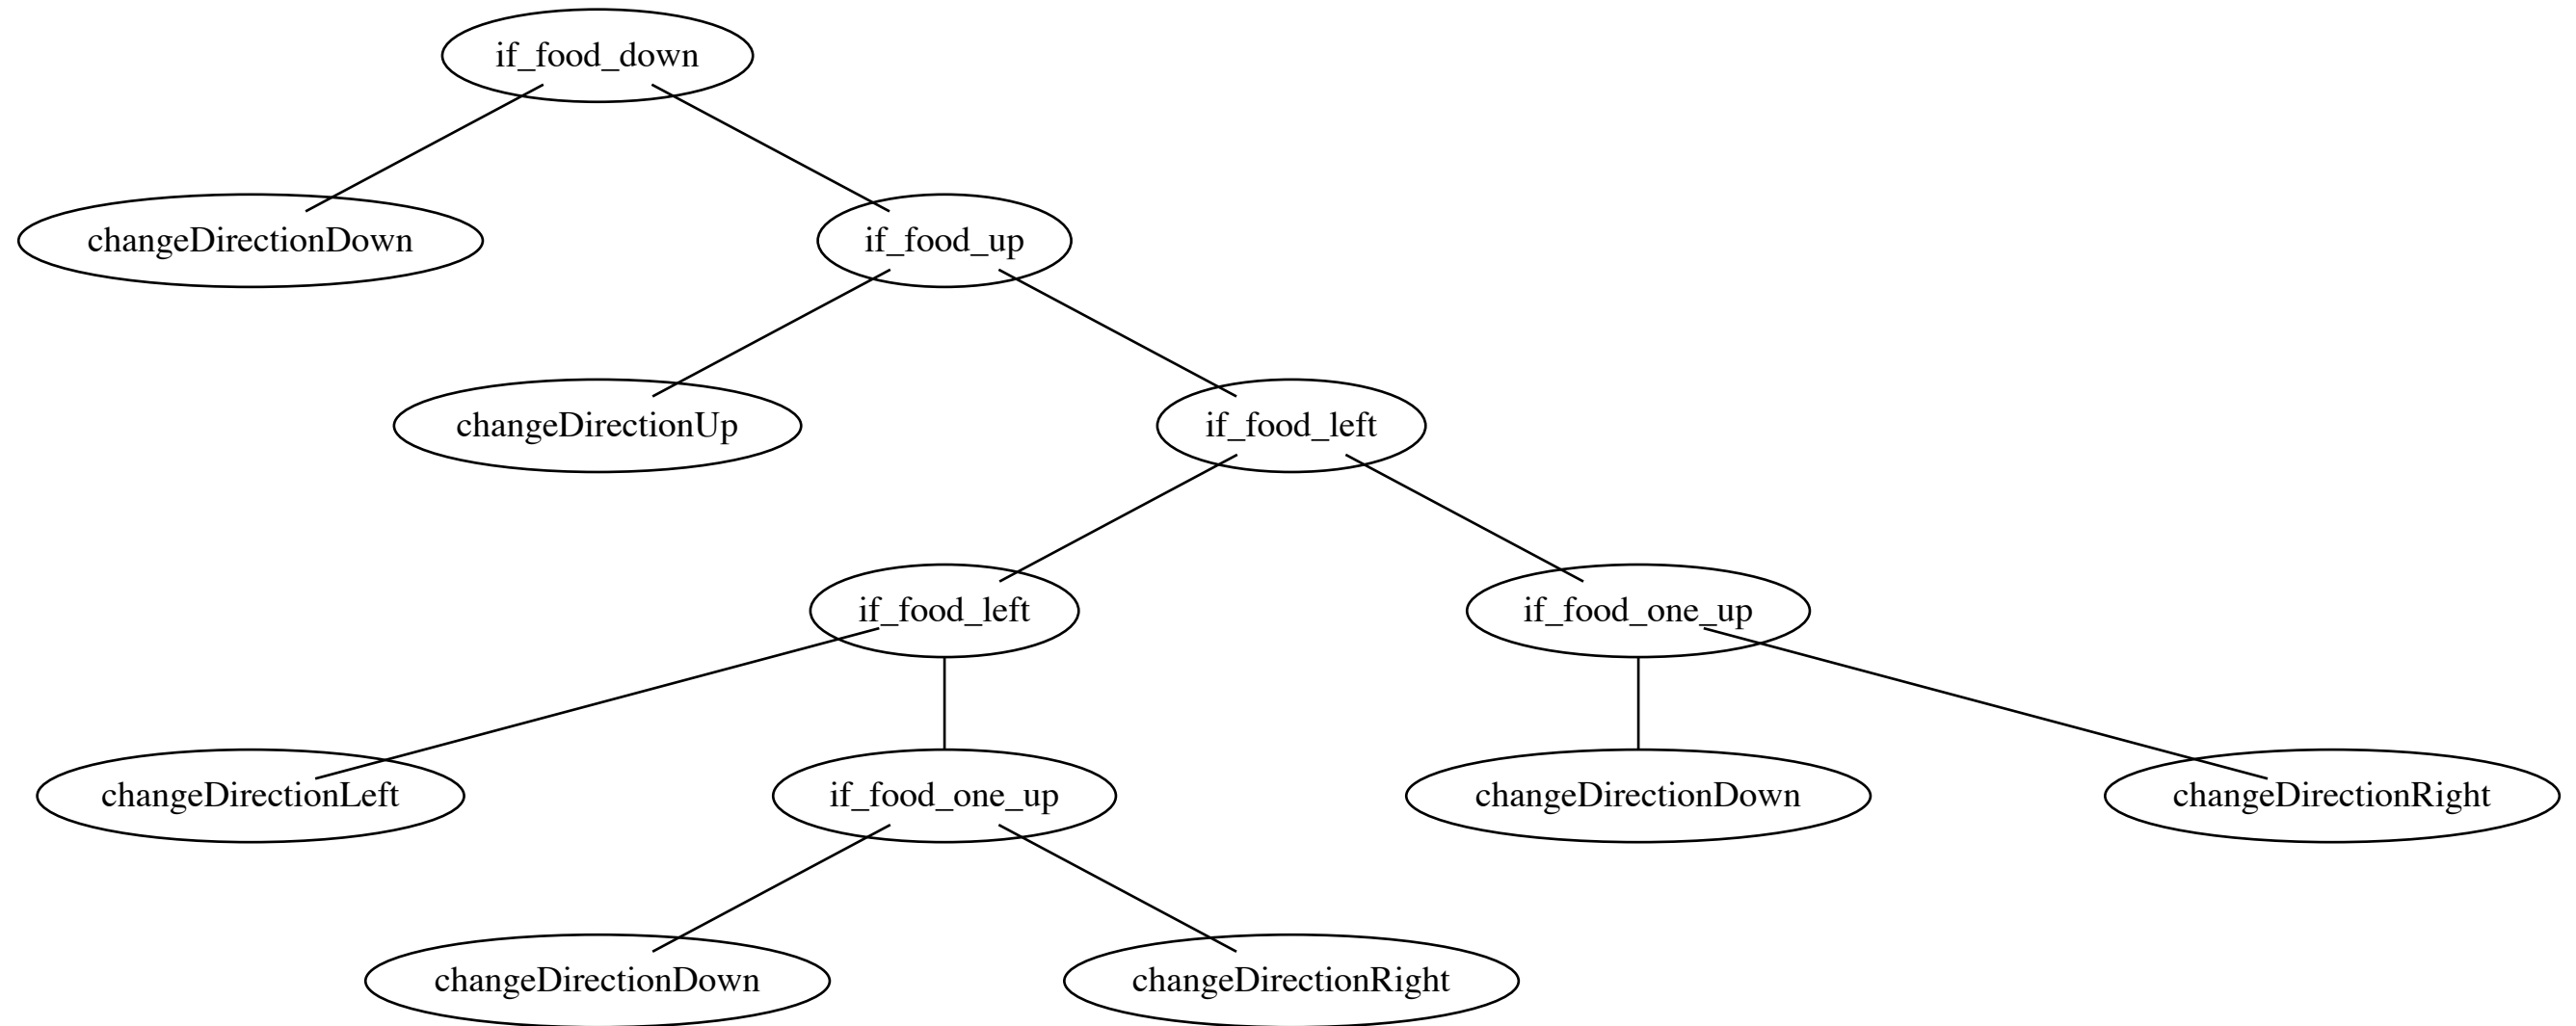 if_food_down
changeDirectionDown
if_food_up
changeDirectionUp
if_food_left
if_food_left
if_food_one_up
changeDirectionLeft
if_food_one_up
changeDirectionDown
changeDirectionRight
changeDirectionDown
changeDirectionRight